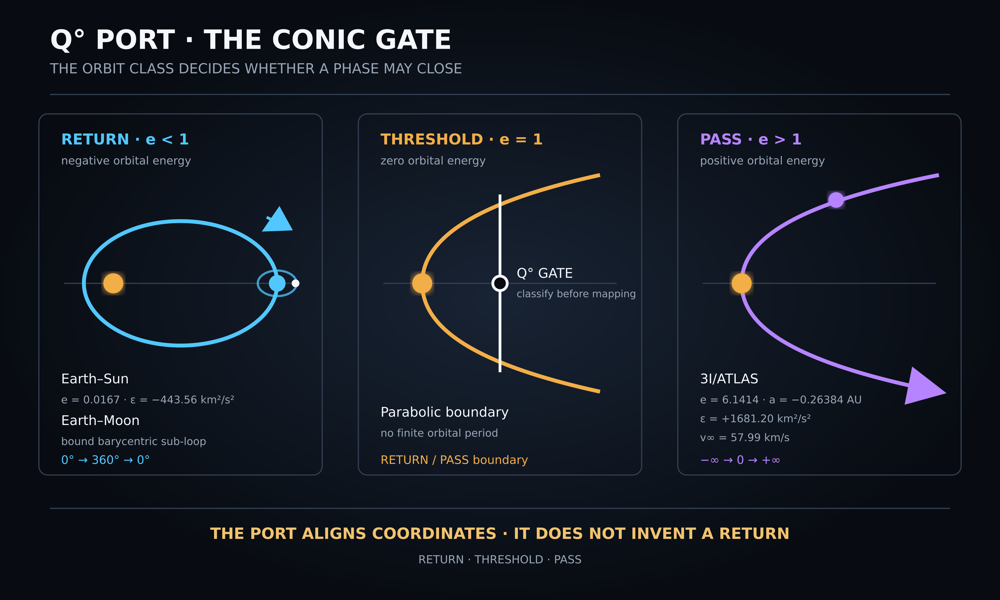 Q° PORT · THE CONIC GATE
THE ORBIT CLASS DECIDES WHETHER A PHASE MAY CLOSE
RETURN · e < 1
negative orbital energy
Earth–Sun
e = 0.0167 · ε = −443.56 km²/s²
Earth–Moon
bound barycentric sub-loop
0° → 360° → 0°
THRESHOLD · e = 1
zero orbital energy
Q° GATE
classify before mapping
Parabolic boundary
no finite orbital period
RETURN / PASS boundary
PASS · e > 1
positive orbital energy
3I/ATLAS
e = 6.1414 · a = −0.26384 AU
ε = +1681.20 km²/s²
v∞ = 57.99 km/s
−∞ → 0 → +∞
THE PORT ALIGNS COORDINATES · IT DOES NOT INVENT A RETURN
RETURN · THRESHOLD · PASS